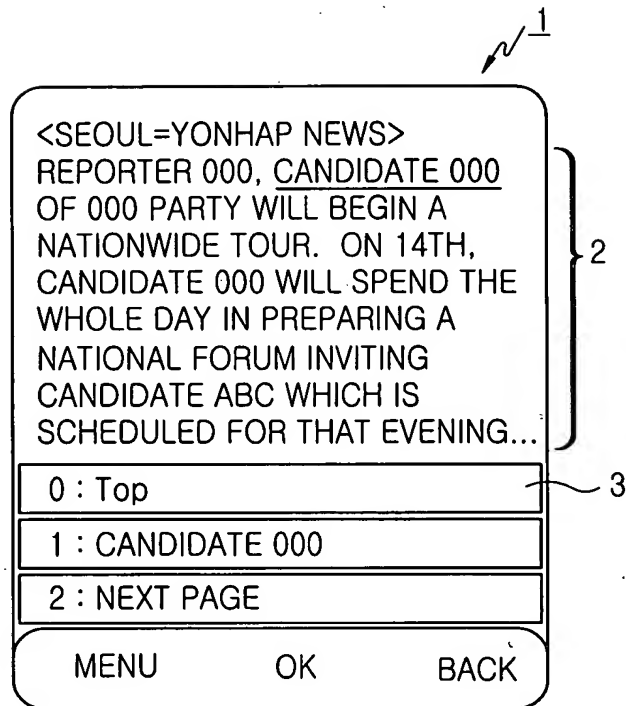 1
<SEOUL=YONHAP NEWS>
REPORTER 000, CANDIDATE 000
OF 000 PARTY WILL BEGIN A
NATIONWIDE TOUR. ON 14TH,
CANDIDATE 000 WILL SPEND THE
WHOLE DAY IN PREPARING A
NATIONAL FORUM INVITING
CANDIDATE ABC WHICH IS
SCHEDULED FOR THAT EVENING...
2
0 : Top
3
1 : CANDIDATE 000
2 : NEXT PAGE
MENU OK BACK